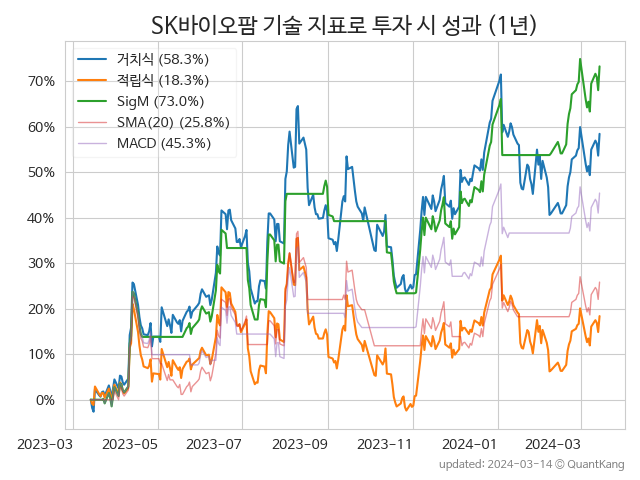 SK바이오팜 기술 지표로 투자 시 성과 (1년)
거치식 (58.3%)
적립식 (18.3%)
SigM (73.0%)
SMA(20) (25.8%)
MACD (45.3%)
70%
60%
50%
40%
30%
20%
10%
0%
2023-03 2023-05 2023-07 2023-09 2023-11 2024-01 2024-03
updated: 2024-03-14 © QuantKang